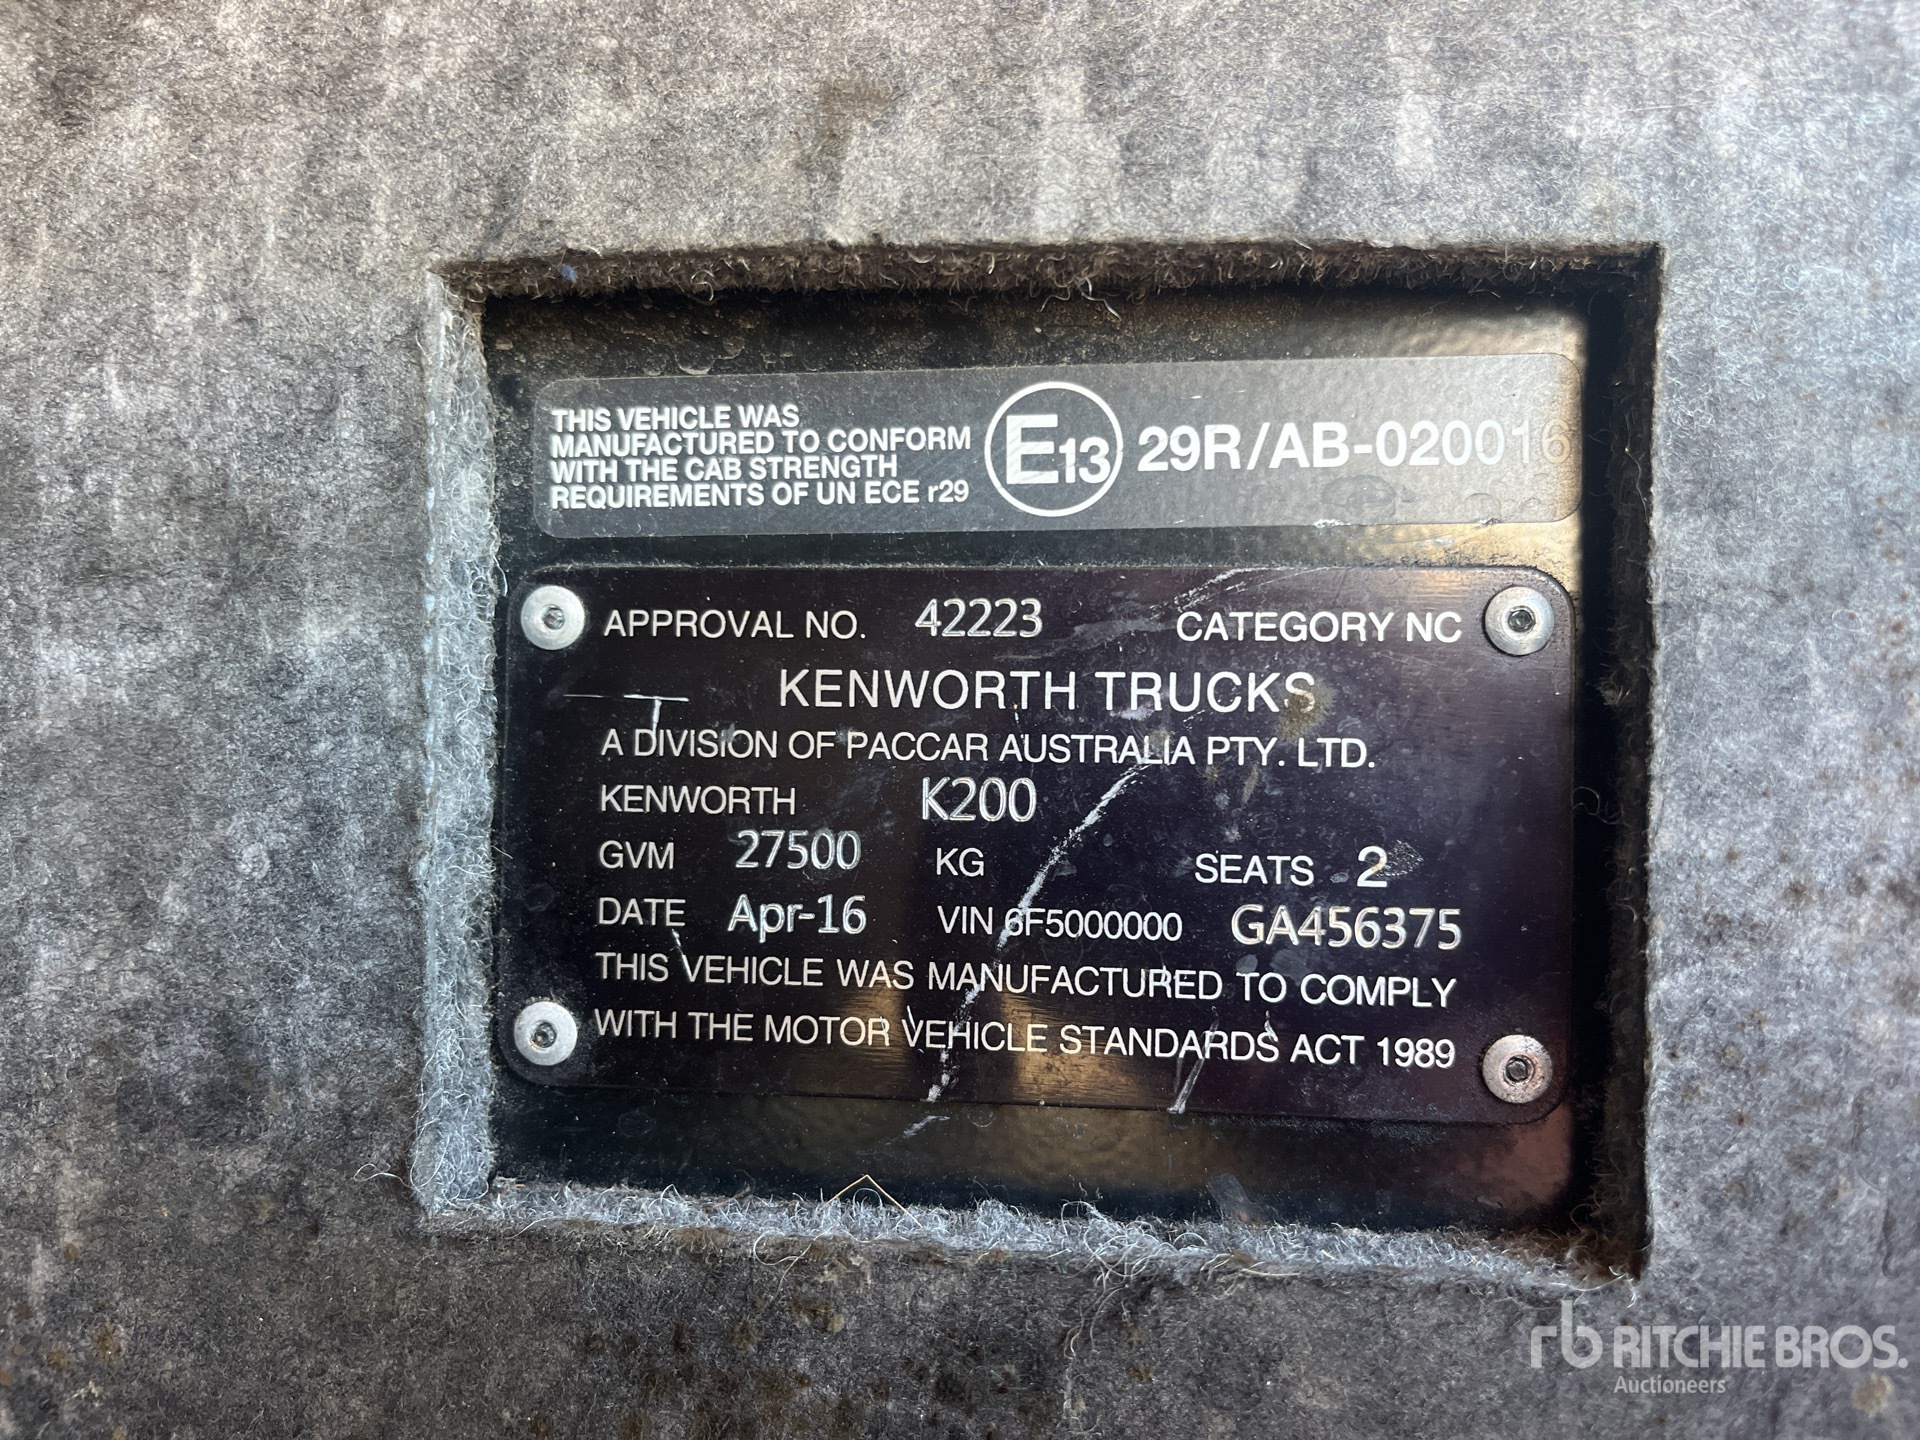 THIS VEHICLE WAS
MANUFACTURED TO CONFORM
WITH THE CAB STRENGTH
REQUIREMENTS OF UN ECE r29
E13 29R/AB-020016
APPROVAL NO. 42223 CATEGORY NC
KENWORTH TRUCKS
A DIVISION OF PACCAR AUSTRALIA PTY. LTD.
KENWORTH K200
GVM 27500 KG SEATS 2
DATE Apr-16 VIN 6F5000000 GA456375
THIS VEHICLE WAS MANUFACTURED TO COMPLY
WITH THE MOTOR VEHICLE STANDARDS ACT 1989
rb RITCHIE BROS.
Auctioneers